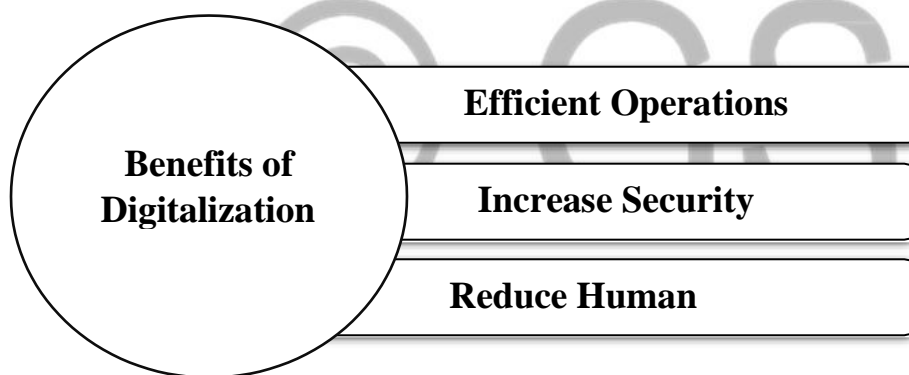 Benefits of
Digitalization
Efficient Operations
Increase Security
Reduce Human